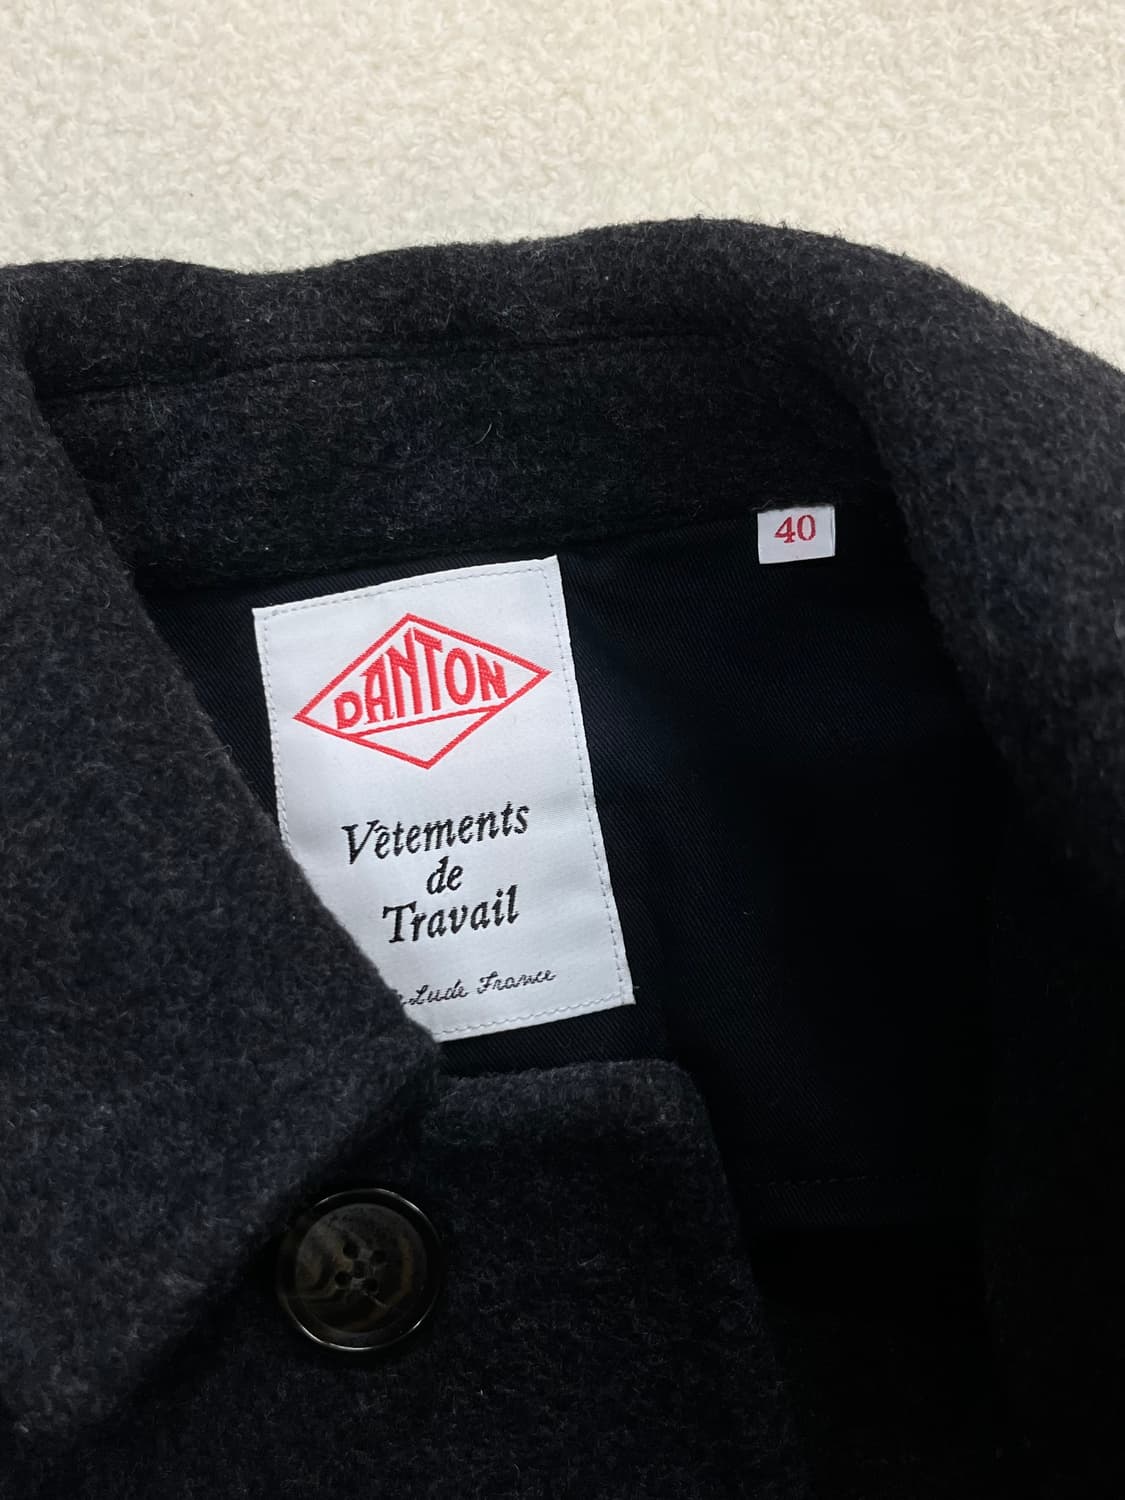 40
DANTON
Vêtements
de
Travail
Lude France